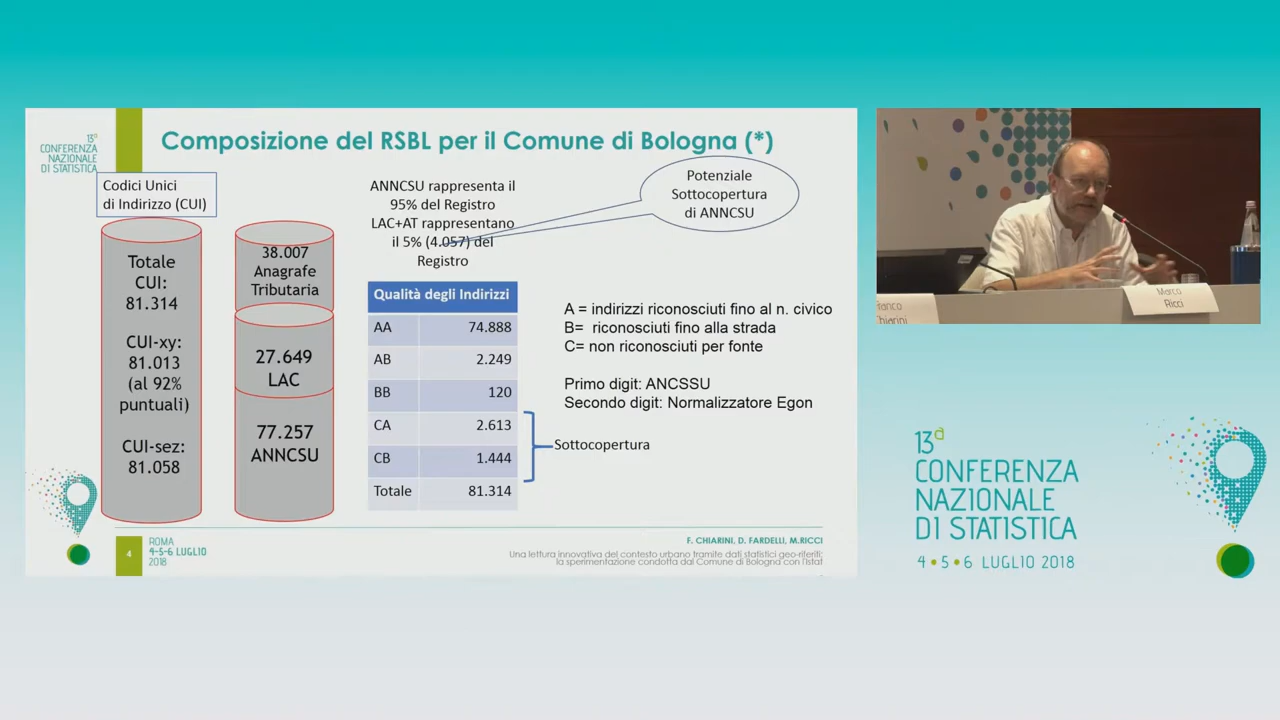 13ª
CONFERENZA
NAZIONALE
DI STATISTICA
Composizione del RSBL per il Comune di Bologna (*)
Codici Unici
di Indirizzo (CUI)
Totale
CUI:
81.314
CUI-xy:
81.013
(al 92%
puntuali)
CUI-sez:
81.058
38.007
Anagrafe
Tributaria
27.649
LAC
77.257
ANNCSU
ANNCSU rappresenta il
95% del Registro
LAC+AT rappresentano
il 5% (4.057) del
Registro
Potenziale
Sottocopertura
di ANNCSU
Qualità degli Indirizzi
AA 74.888
AB 2.249
BB 120
CA 2.613
CB 1.444
Totale 81.314
Sottocopertura
A = indirizzi riconosciuti fino al n. civico
B= riconosciuti fino alla strada
C= non riconosciuti per fonte
Primo digit: ANCSSU
Secondo digit: Normalizzatore Egon
4
ROMA
4-5-6 LUGLIO
2018
F. CHIARINI, D. FARDELLI, M.RICCI
Una lettura innovativa del contesto urbano tramite dati statistici geo-riferiti:
la sperimentazione condotta dal Comune di Bologna con l'Istat
Marco
Ricci
13ª
CONFERENZA
NAZIONALE
DI STATISTICA
4 • 5 • 6 LUGLIO 2018